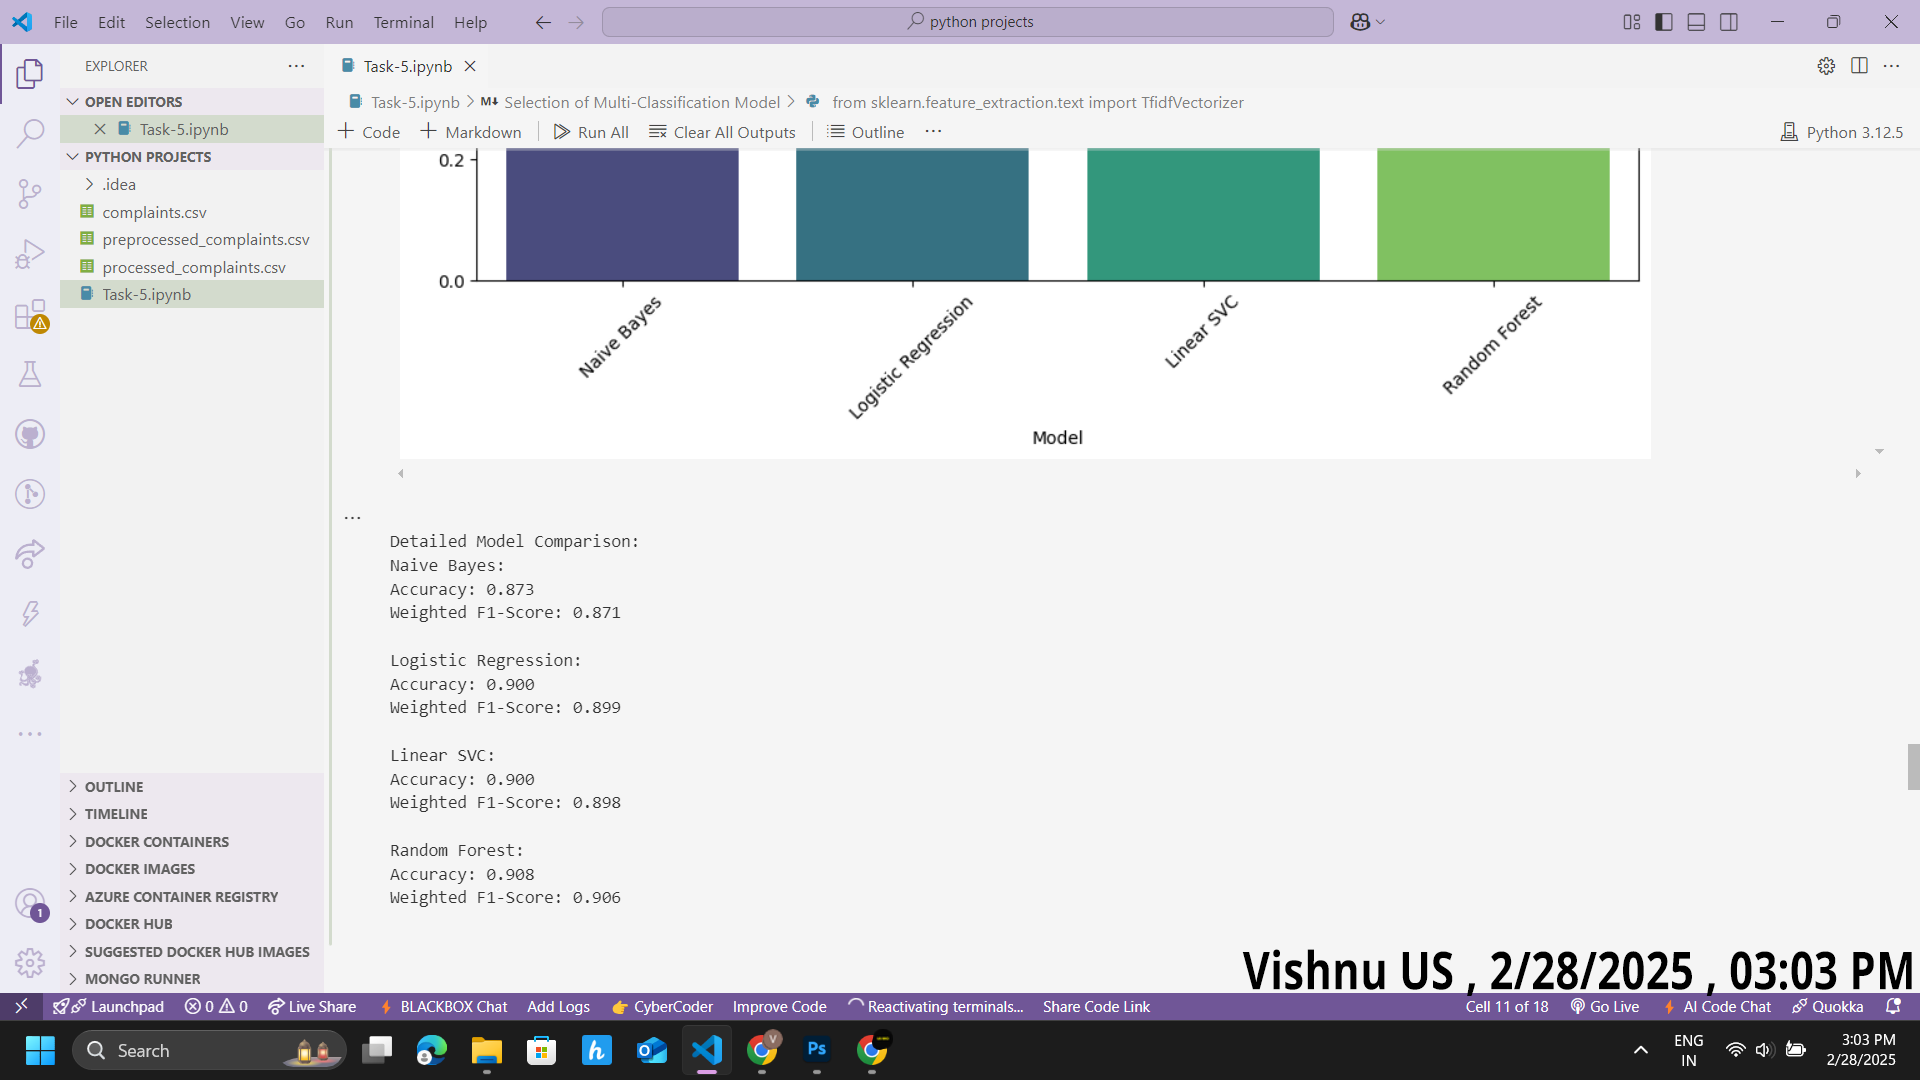 File Edit Selection View Go Run Terminal Help
python projects
EXPLORER
Task-5.ipynb
OPEN EDITORS
Task-5.ipynb
PYTHON PROJECTS
.idea
complaints.csv
preprocessed_complaints.csv
processed_complaints.csv
Task-5.ipynb
OUTLINE
TIMELINE
DOCKER CONTAINERS
DOCKER IMAGES
AZURE CONTAINER REGISTRY
DOCKER HUB
SUGGESTED DOCKER HUB IMAGES
MONGO RUNNER
1
Task-5.ipynb > M↓ Selection of Multi-Classification Model > from sklearn.feature_extraction.text import TfidfVectorizer
+ Code + Markdown Run All Clear All Outputs Outline ... Python 3.12.5
0.2
0.0
Naive Bayes
Logistic Regression
Linear SVC
Random Forest
Model
...
Detailed Model Comparison:
Naive Bayes:
Accuracy: 0.873
Weighted F1-Score: 0.871
Logistic Regression:
Accuracy: 0.900
Weighted F1-Score: 0.899
Linear SVC:
Accuracy: 0.900
Weighted F1-Score: 0.898
Random Forest:
Accuracy: 0.908
Weighted F1-Score: 0.906
Vishnu US , 2/28/2025 , 03:03 PM
Launchpad 0 0 Live Share BLACKBOX Chat Add Logs CyberCoder Improve Code Reactivating terminals... Share Code Link Cell 11 of 18 Go Live AI Code Chat Quokka
Search
h
Ps
V
ENG
IN
3:03 PM
2/28/2025